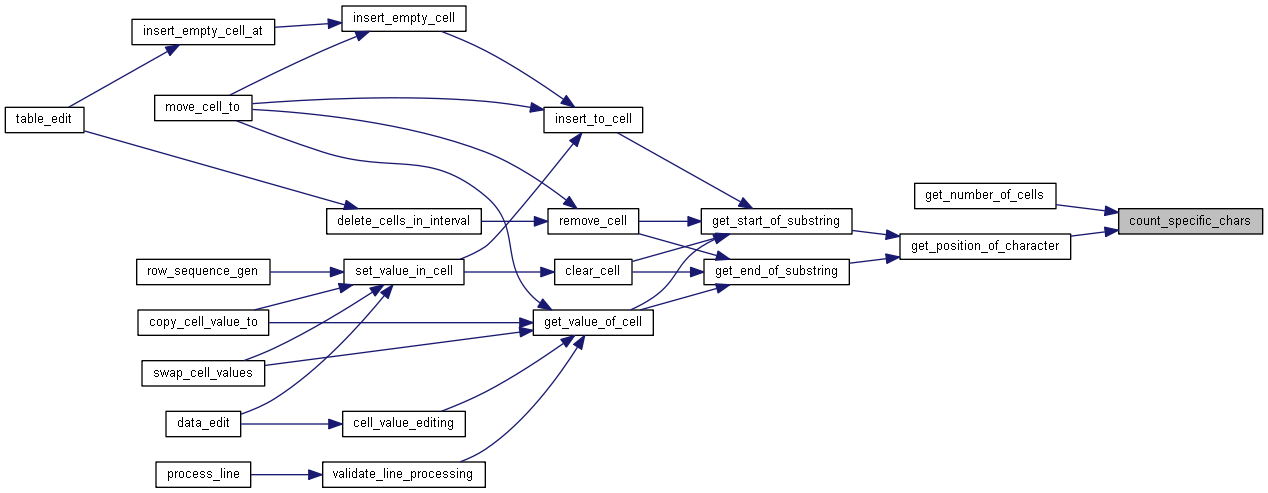 insert_empty_cell
insert_empty_cell_at
move_cell_to
table_edit
insert_to_cell
get_number_of_cells
delete_cells_in_interval
remove_cell
get_start_of_substring
count_specific_chars
get_position_of_character
row_sequence_gen
set_value_in_cell
clear_cell
get_end_of_substring
copy_cell_value_to
get_value_of_cell
swap_cell_values
data_edit
cell_value_editing
process_line
validate_line_processing